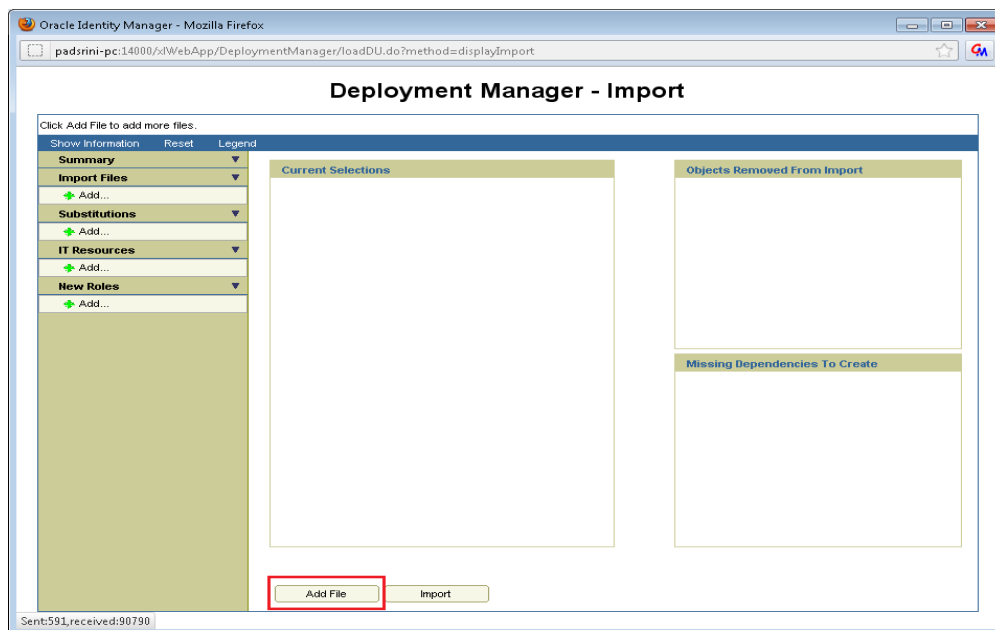 Oracle Identity Manager - Mozilla Firefox
padsrini-pc:14000/xlWebApp/DeploymentManager/loadDU.do?method=displayImport
Deployment Manager - Import
Click Add File to add more files.
Show Information Reset Legend
Summary
Import Files
Add...
Substitutions
Add...
IT Resources
Add...
New Roles
Add...
Current Selections
Objects Removed From Import
Missing Dependencies To Create
Add File Import
Sent:591,received:90790